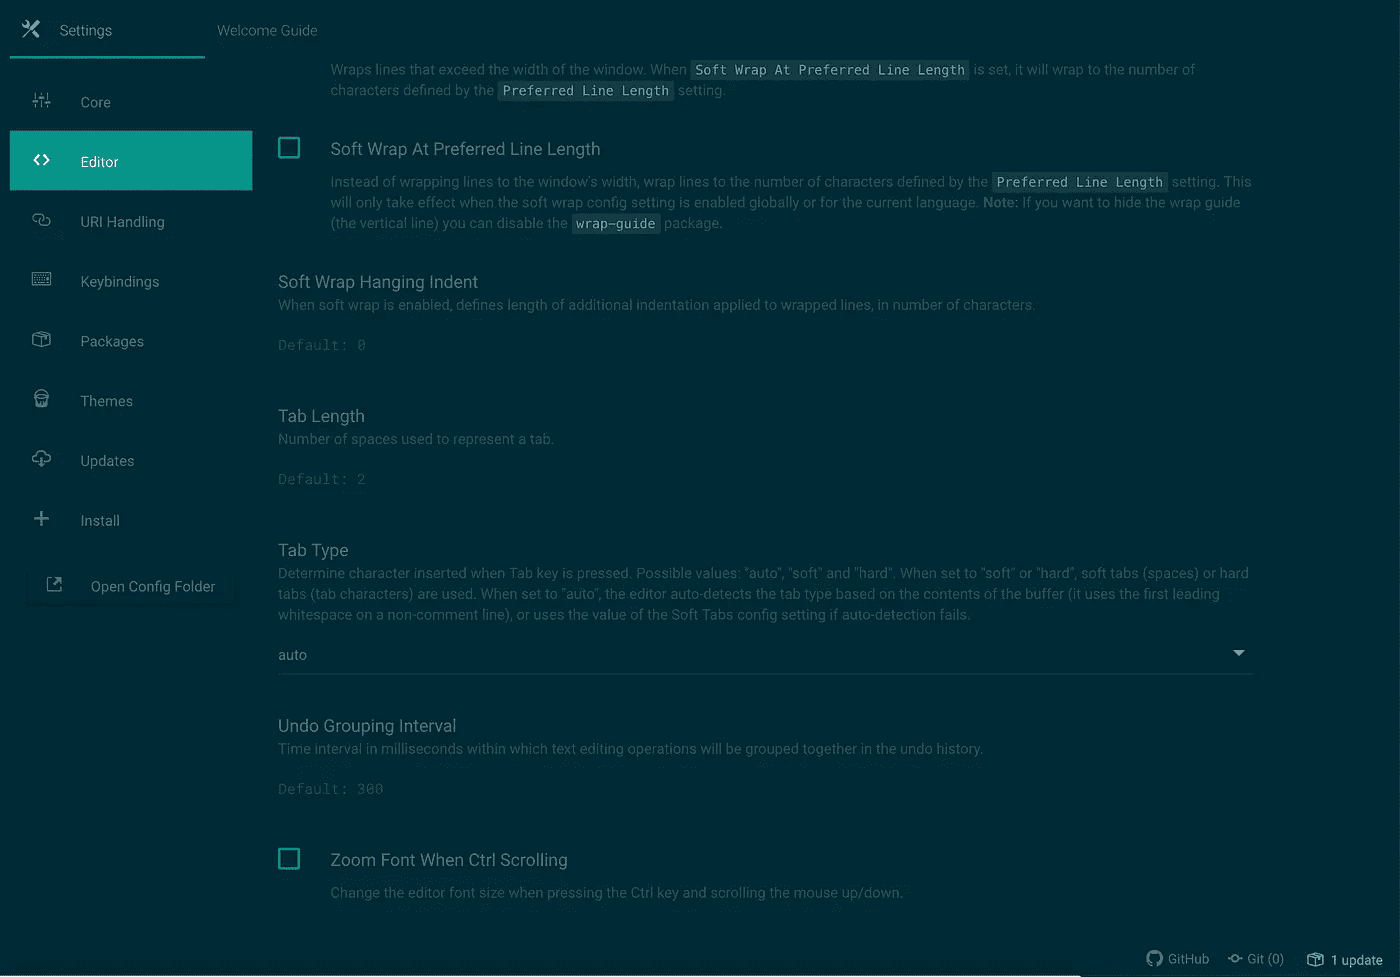 Settings
Welcome Guide
Core
Editor
URI Handling
Keybindings
Packages
Themes
Updates
Install
Open Config Folder
Wraps lines that exceed the width of the window. When Soft Wrap At Preferred Line Length is set, it will wrap to the number of
characters defined by the Preferred Line Length setting.
Soft Wrap At Preferred Line Length
Instead of wrapping lines to the window's width, wrap lines to the number of characters defined by the Preferred Line Length setting. This
will only take effect when the soft wrap config setting is enabled globally or for the current language. Note: If you want to hide the wrap guide
(the vertical line) you can disable the wrap-guide package.
Soft Wrap Hanging Indent
When soft wrap is enabled, defines length of additional indentation applied to wrapped lines, in number of characters.
Default: 0
Tab Length
Number of spaces used to represent a tab.
Default: 2
Tab Type
Determine character inserted when Tab key is pressed. Possible values: "auto", "soft" and "hard". When set to "soft" or "hard", soft tabs (spaces) or hard
tabs (tab characters) are used. When set to "auto", the editor auto-detects the tab type based on the contents of the buffer (it uses the first leading
whitespace on a non-comment line), or uses the value of the Soft Tabs config setting if auto-detection fails.
auto
Undo Grouping Interval
Time interval in milliseconds within which text editing operations will be grouped together in the undo history.
Default: 300
Zoom Font When Ctrl Scrolling
Change the editor font size when pressing the Ctrl key and scrolling the mouse up/down.
GitHub
Git (0)
1 update